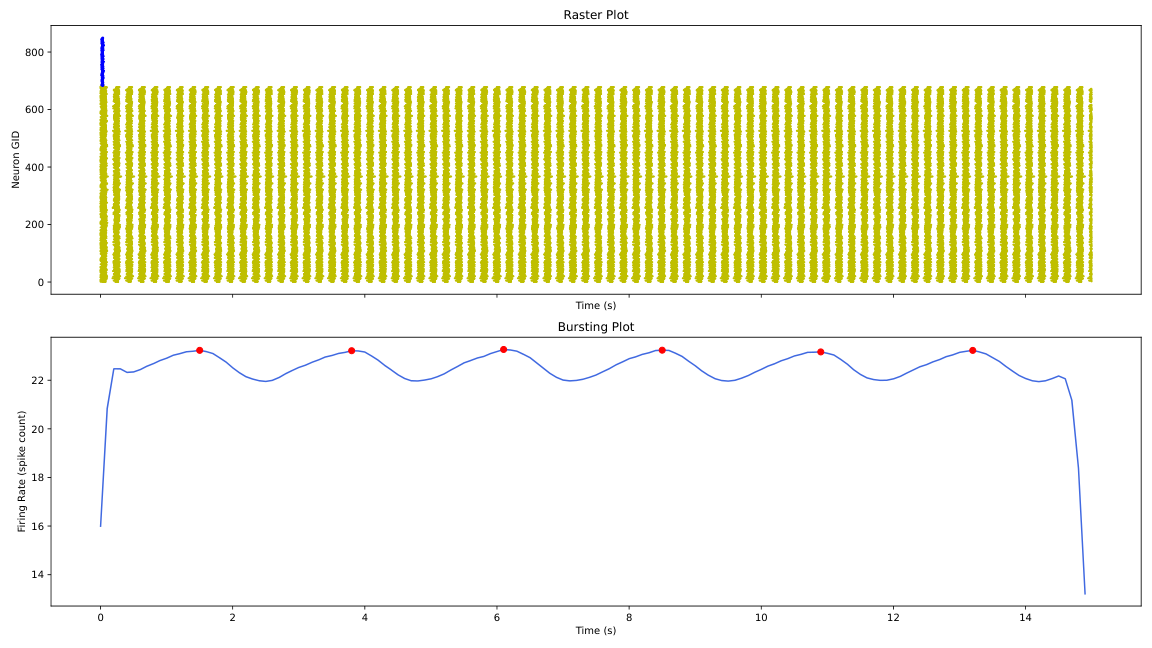 Raster Plot
Neuron GID
800
600
400
200
0
Time (s)
Bursting Plot
Firing Rate (spike count)
22
20
18
16
14
0 2 4 6 8 10 12 14
Time (s)